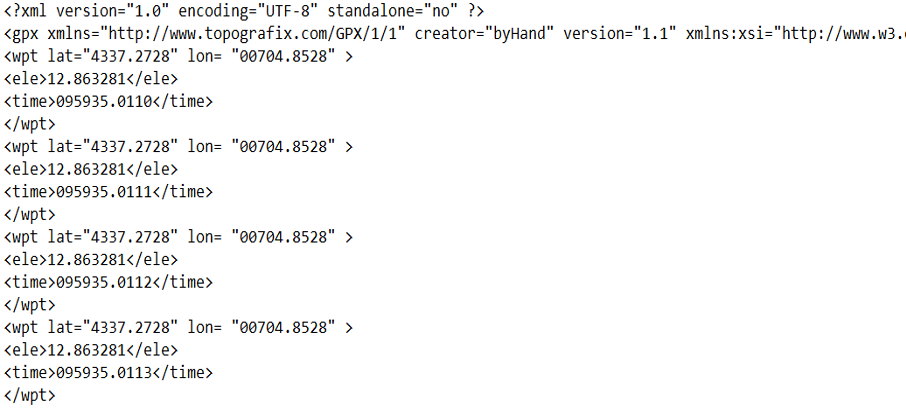 <?xml version="1.0" encoding="UTF-8" standalone="no" ?>
<gpx xmlns="http://www.topografix.com/GPX/1/1" creator="byHand" version="1.1" xmlns:xsi="http://www.w3.
<wpt lat="4337.2728" lon= "00704.8528" >
<ele>12.863281</ele>
<time>095935.0110</time>
</wpt>
<wpt lat="4337.2728" lon= "00704.8528" >
<ele>12.863281</ele>
<time>095935.0111</time>
</wpt>
<wpt lat="4337.2728" lon= "00704.8528" >
<ele>12.863281</ele>
<time>095935.0112</time>
</wpt>
<wpt lat="4337.2728" lon= "00704.8528" >
<ele>12.863281</ele>
<time>095935.0113</time>
</wpt>